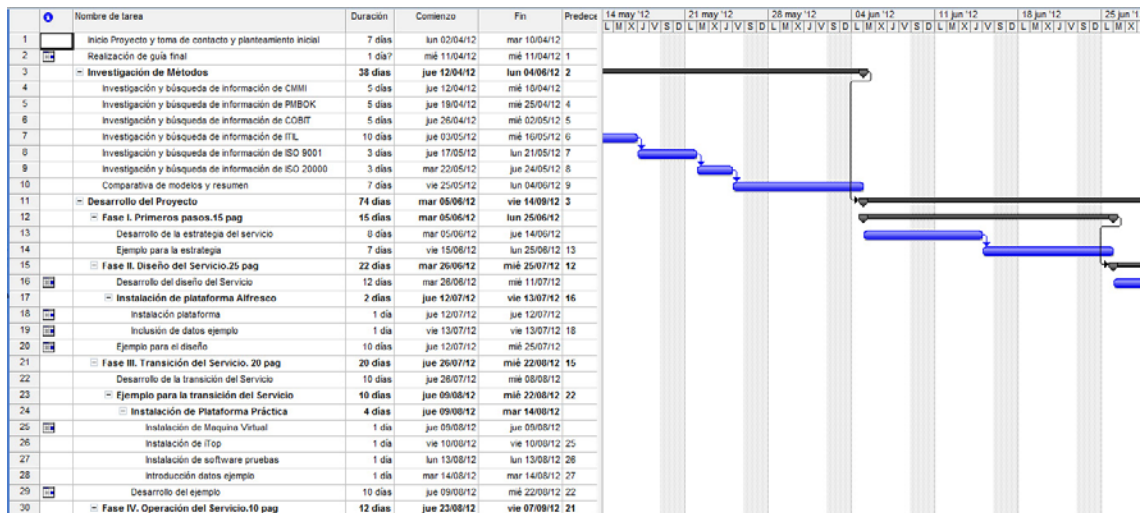 Nombre de tarea Duración Comienzo Fin Predece 14 may '12 21 may '12 28 may '12 04 jun '12 11 jun '12 18 jun '12 25 jun '1
L M X J V S D L M X J V S D L M X J V S D L M X J V S D L M X J V S D L M X J V S D L M X
1 Inicio Proyecto y toma de contacto y planteamiento inicial 7 días lun 02/04/12 mar 10/04/12
2 Realización de guía final 1 día? mié 11/04/12 mié 11/04/12 1
3 Investigación de Métodos 38 días jue 12/04/12 lun 04/06/12 2
4 Investigación y búsqueda de información de CMMI 5 días jue 12/04/12 mié 18/04/12
5 Investigación y búsqueda de información de PMBOK 5 días jue 19/04/12 mié 25/04/12 4
6 Investigación y búsqueda de información de COBIT 5 días jue 26/04/12 mié 02/05/12 5
7 Investigación y búsqueda de información de ITIL 10 días jue 03/05/12 mié 16/05/12 6
8 Investigación y búsqueda de información de ISO 9001 3 días jue 17/05/12 lun 21/05/12 7
9 Investigación y búsqueda de información de ISO 20000 3 días mar 22/05/12 jue 24/05/12 8
10 Comparativa de modelos y resumen 7 días vie 25/05/12 lun 04/06/12 9
11 Desarrollo del Proyecto 74 días mar 05/06/12 vie 14/09/12 3
12 Fase I. Primeros pasos.15 pag 15 días mar 05/06/12 lun 25/06/12
13 Desarrollo de la estrategia del servicio 8 días mar 05/06/12 jue 14/06/12
14 Ejemplo para la estrategia 7 días vie 15/06/12 lun 25/06/12 13
15 Fase II. Diseño del Servicio.25 pag 22 días mar 26/06/12 mié 25/07/12 12
16 Desarrollo del diseño del Servicio 12 días mar 26/06/12 mié 11/07/12
17 Instalación de plataforma Alfresco 2 días jue 12/07/12 vie 13/07/12 16
18 Instalación plataforma 1 día jue 12/07/12 jue 12/07/12
19 Inclusión de datos ejemplo 1 día vie 13/07/12 vie 13/07/12 18
20 Ejemplo para el diseño 10 días jue 12/07/12 mié 25/07/12
21 Fase III. Transición del Servicio. 20 pag 20 días jue 26/07/12 mié 22/08/12 15
22 Desarrollo de la transición del Servicio 10 días jue 26/07/12 mié 08/08/12
23 Ejemplo para la transición del Servicio 10 días jue 09/08/12 mié 22/08/12 22
24 Instalación de Plataforma Práctica 4 días jue 09/08/12 mar 14/08/12
25 Instalación de Maquina Virtual 1 día jue 09/08/12 jue 09/08/12
26 Instalación de iTop 1 día vie 10/08/12 vie 10/08/12 25
27 Instalación de software pruebas 1 día lun 13/08/12 lun 13/08/12 26
28 Introducción datos ejemplo 1 día mar 14/08/12 mar 14/08/12 27
29 Desarrollo del ejemplo 10 días jue 09/08/12 mié 22/08/12 22
30 Fase IV. Operación del Servicio.10 pag 12 días jue 23/08/12 vie 07/09/12 21